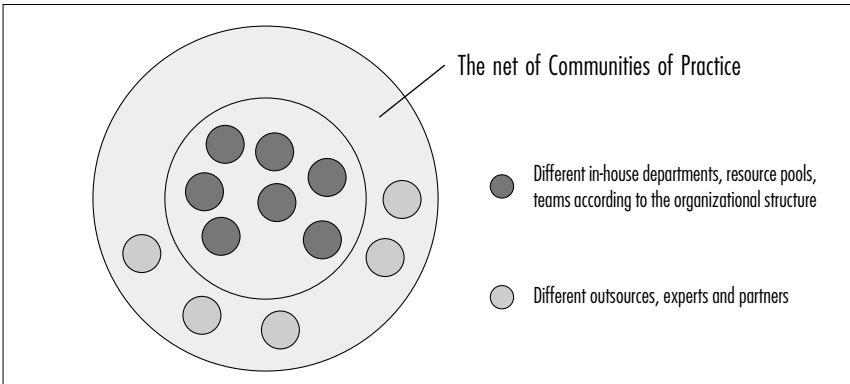 The net of Communities of Practice
Different in-house departments, resource pools,
teams according to the organizational structure
Different outsources, experts and partners